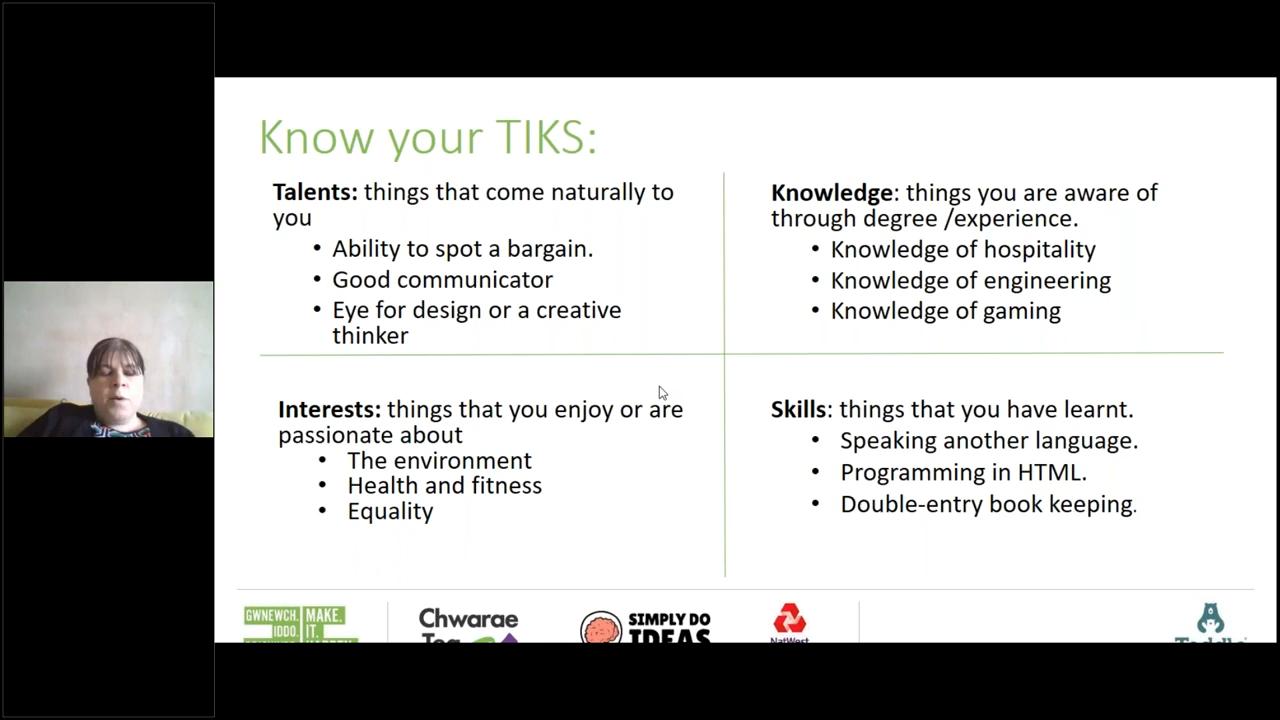 Know your TIKS:
Talents: things that come naturally to
you
• Ability to spot a bargain.
• Good communicator
• Eye for design or a creative
thinker
Knowledge: things you are aware of
through degree /experience.
• Knowledge of hospitality
• Knowledge of engineering
• Knowledge of gaming
Interests: things that you enjoy or are
passionate about
• The environment
• Health and fitness
• Equality
Skills: things that you have learnt.
• Speaking another language.
• Programming in HTML.
• Double-entry book keeping.
GWNEWCH.
IDDO.
MAKE.
IT.
Chwarae
Teg
SIMPLY DO
IDEAS
NatWest